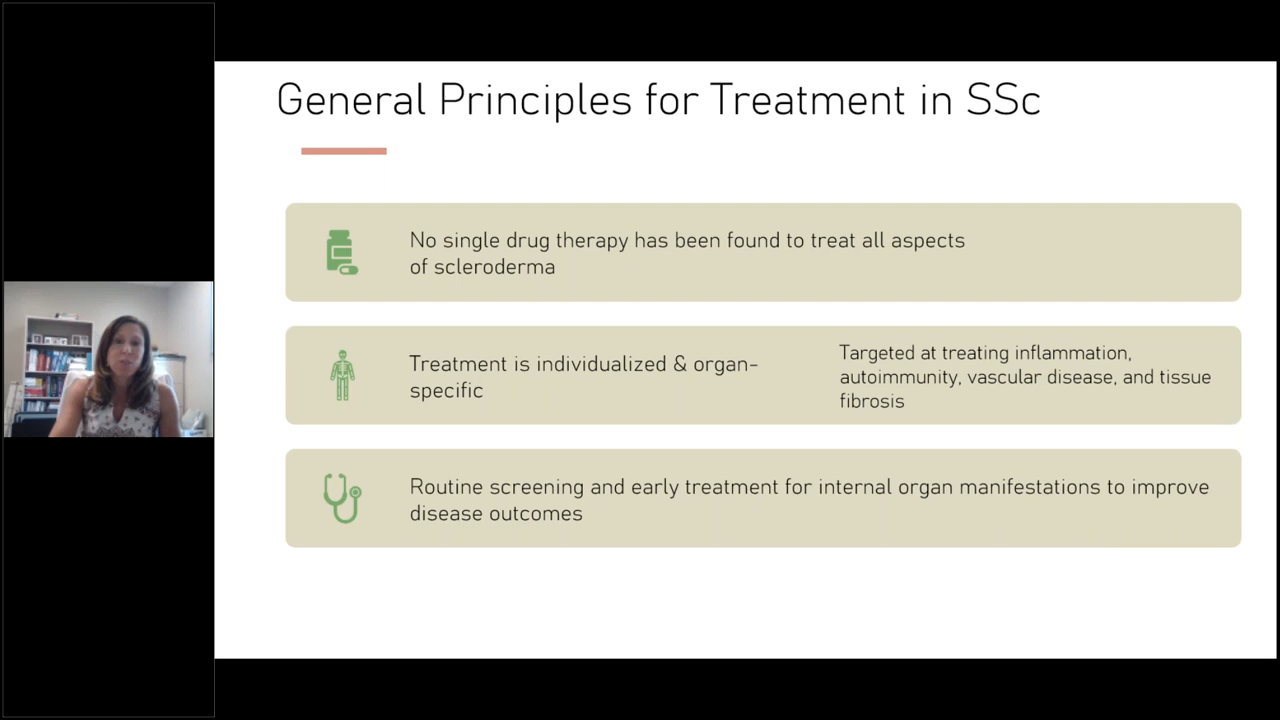 General Principles for Treatment in SSc
No single drug therapy has been found to treat all aspects
of scleroderma
Treatment is individualized & organ-
specific
Targeted at treating inflammation,
autoimmunity, vascular disease, and tissue
fibrosis
Routine screening and early treatment for internal organ manifestations to improve
disease outcomes